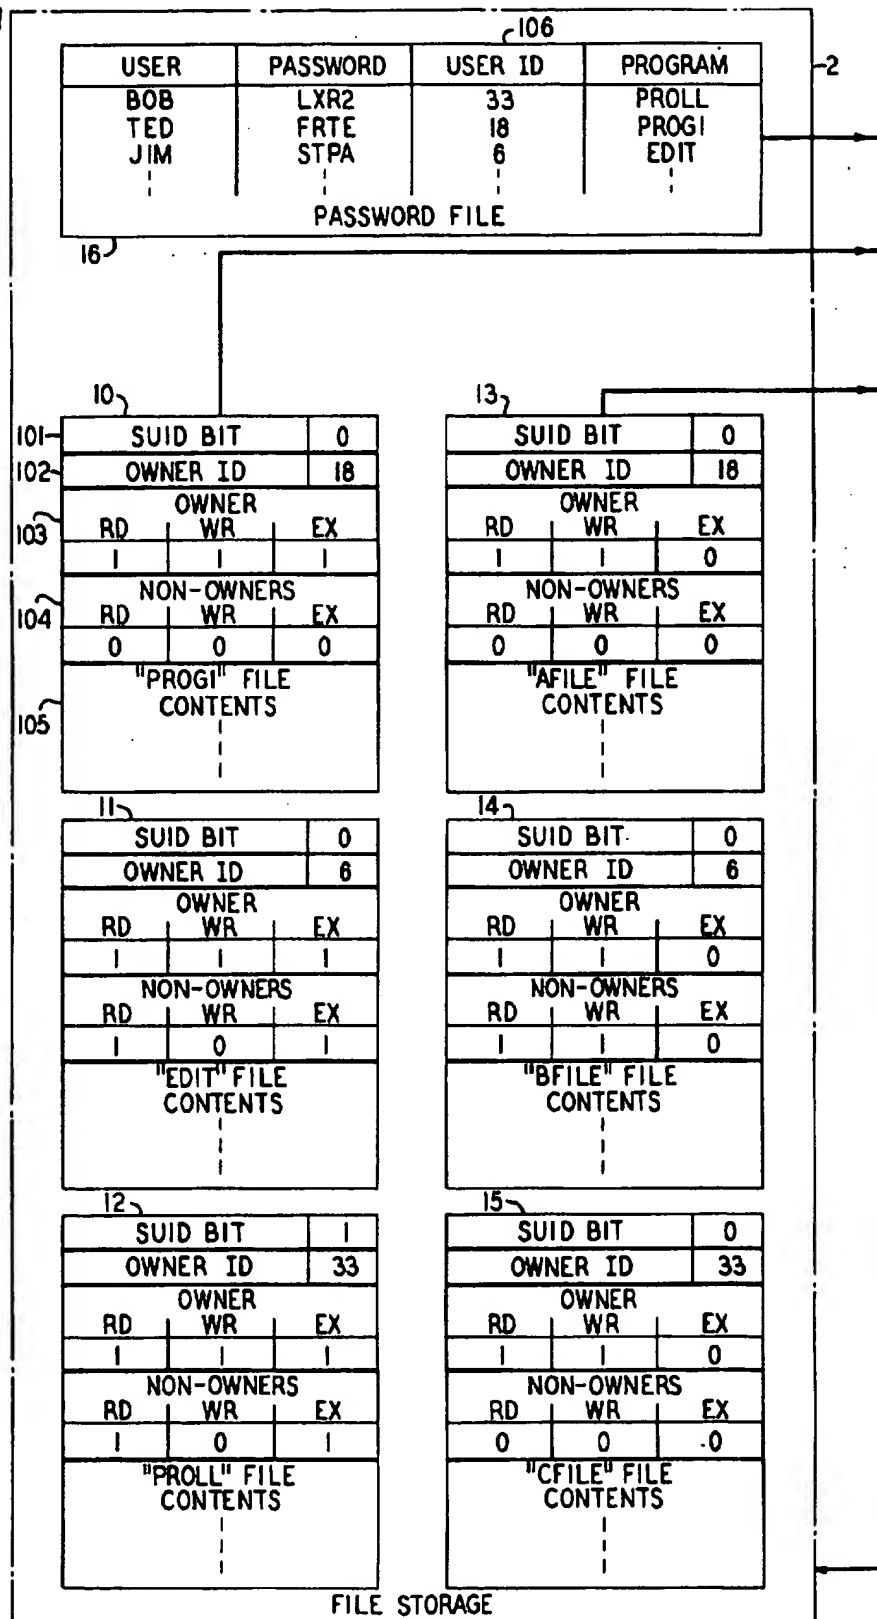 106
USER PASSWORD USER ID PROGRAM
2
BOB LXR2 33 PROLL
TED FRTE 18 PROG1
JIM STPA 6 EDIT
PASSWORD FILE
16
10
101 SUID BIT 0
102 OWNER ID 18
OWNER
103 RD WR EX
1 1 1
NON-OWNERS
104 RD WR EX
0 0 0
"PROG1" FILE
CONTENTS
105
13
SUID BIT 0
OWNER ID 18
OWNER
RD WR EX
1 1 0
NON-OWNERS
RD WR EX
0 0 0
"AFILE" FILE
CONTENTS
11
SUID BIT 0
OWNER ID 6
OWNER
RD WR EX
1 1 1
NON-OWNERS
RD WR EX
1 0 1
"EDIT" FILE
CONTENTS
14
SUID BIT 0
OWNER ID 6
OWNER
RD WR EX
1 1 0
NON-OWNERS
RD WR EX
1 1 0
"BFILE" FILE
CONTENTS
12
SUID BIT 1
OWNER ID 33
OWNER
RD WR EX
1 1 1
NON-OWNERS
RD WR EX
1 0 1
"PROLL" FILE
CONTENTS
15
SUID BIT 0
OWNER ID 33
OWNER
RD WR EX
1 1 0
NON-OWNERS
RD WR EX
0 0 0
"CFILE" FILE
CONTENTS
FILE STORAGE